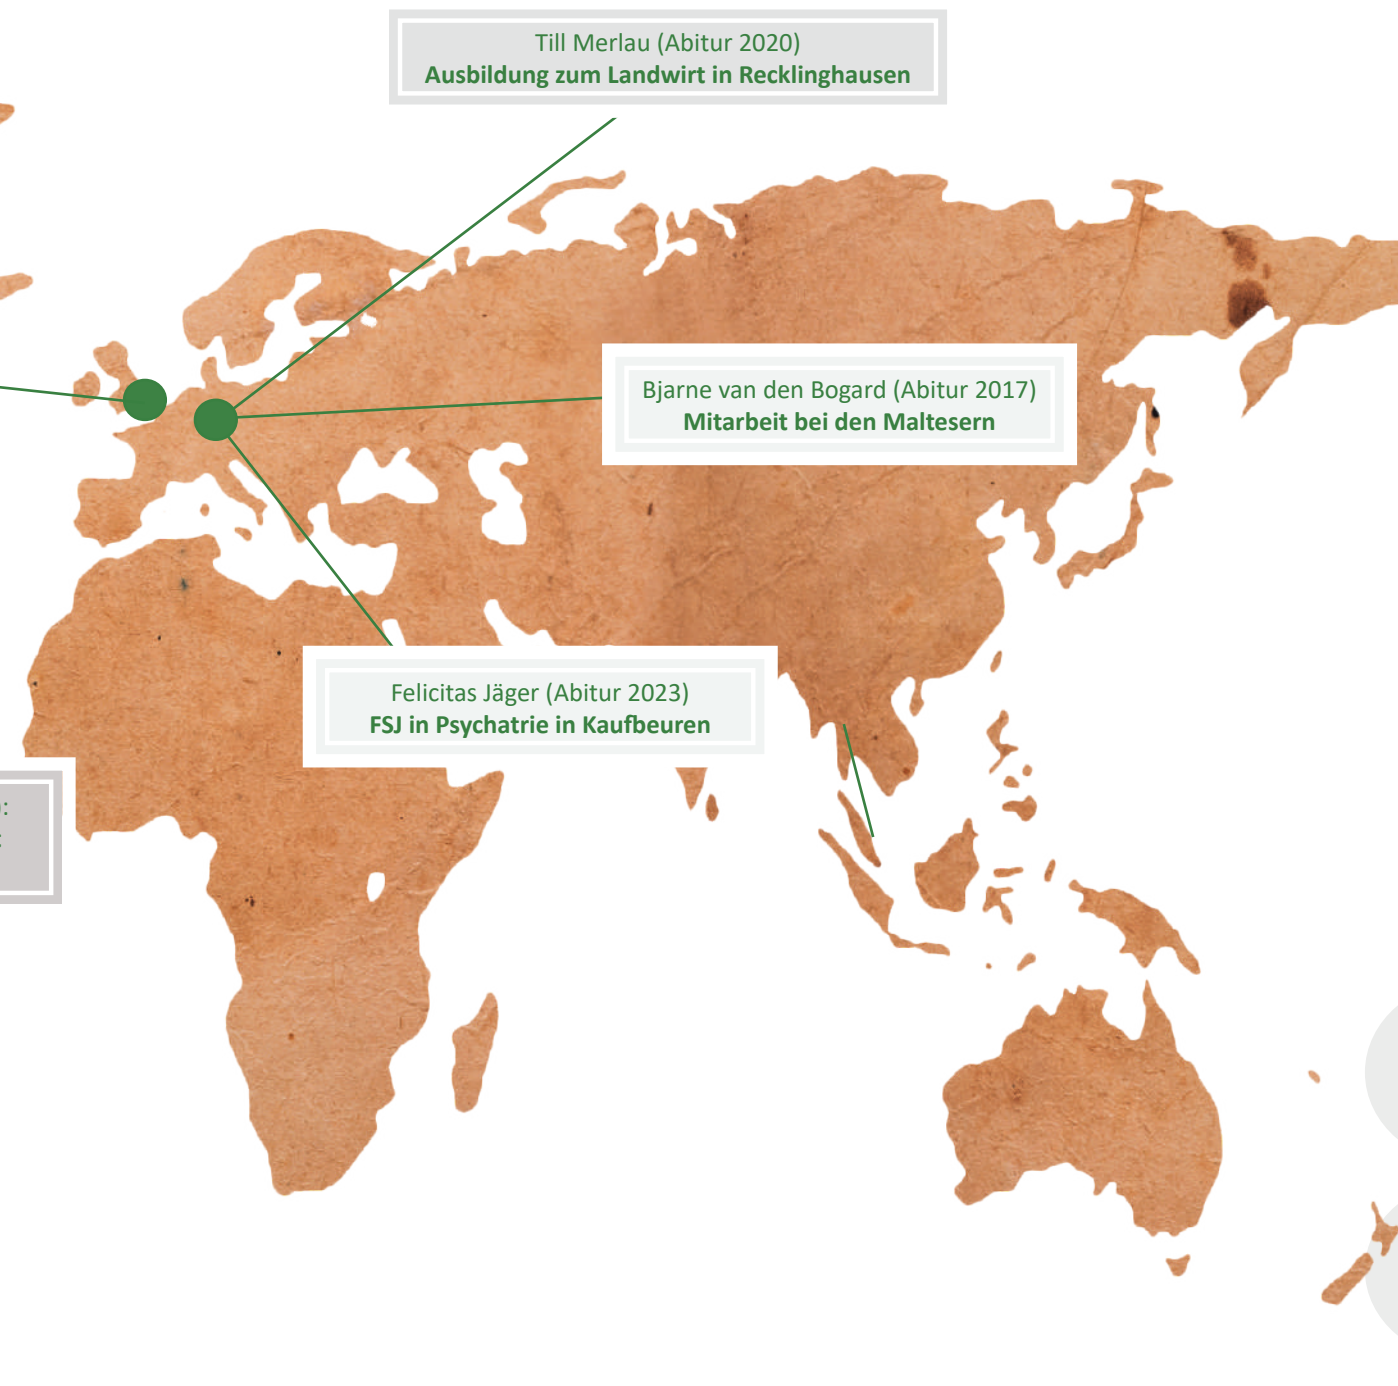 Till Merlau (Abitur 2020)
Ausbildung zum Landwirt in Recklinghausen
Bjarne van den Bogard (Abitur 2017)
Mitarbeit bei den Maltesern
Felicitas Jäger (Abitur 2023)
FSJ in Psychatrie in Kaufbeuren